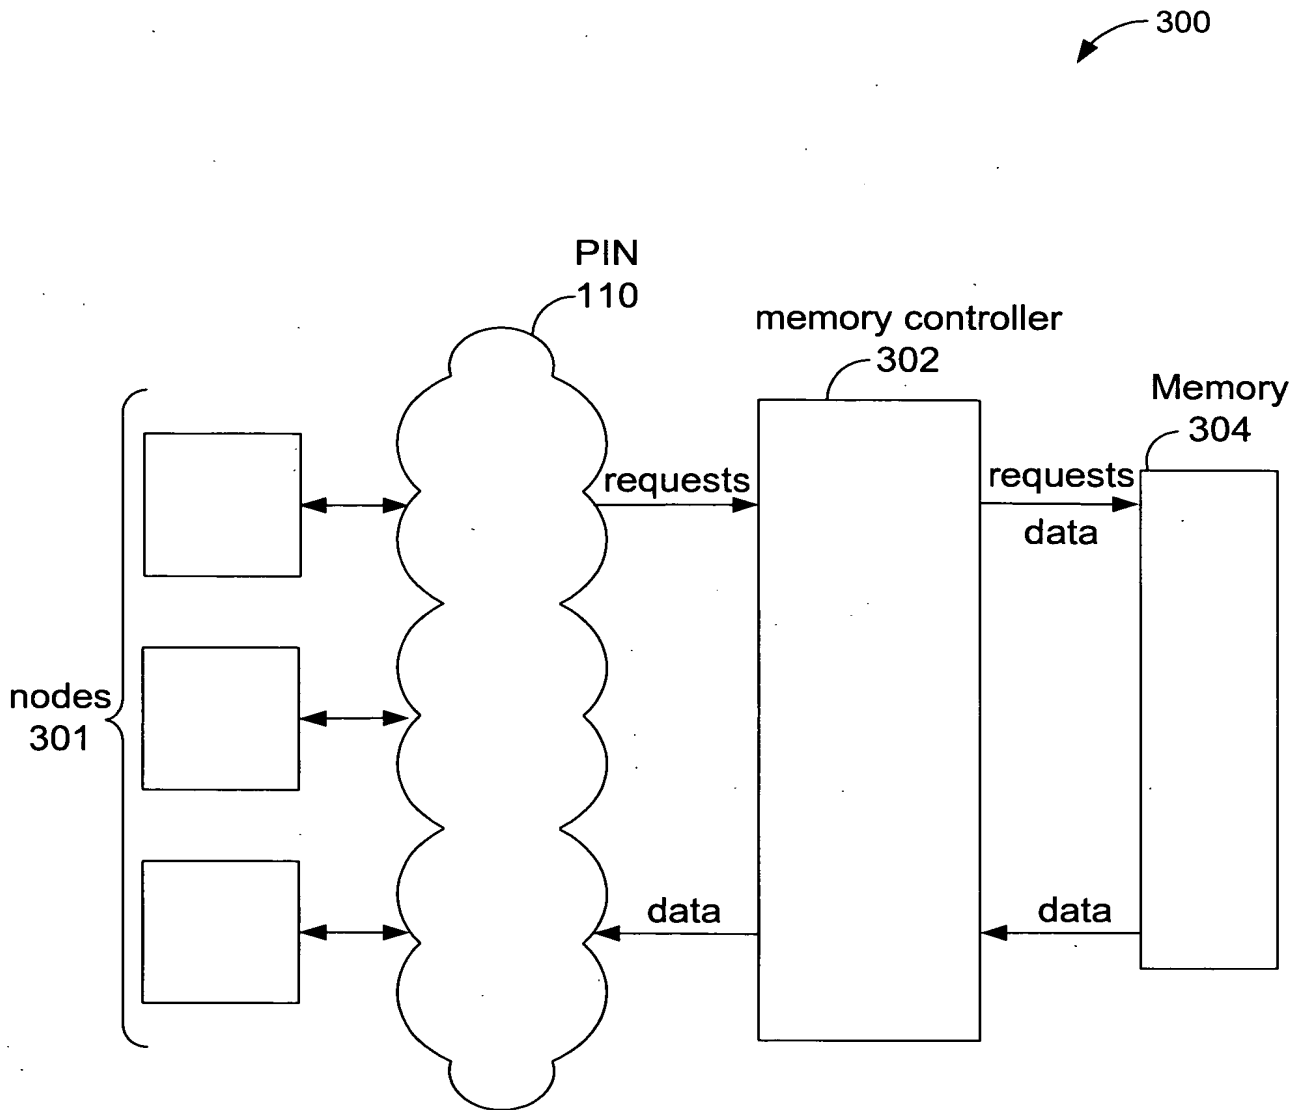 300
PIN
110
memory controller
302
Memory
304
requests
requests
data
nodes
301
data
data